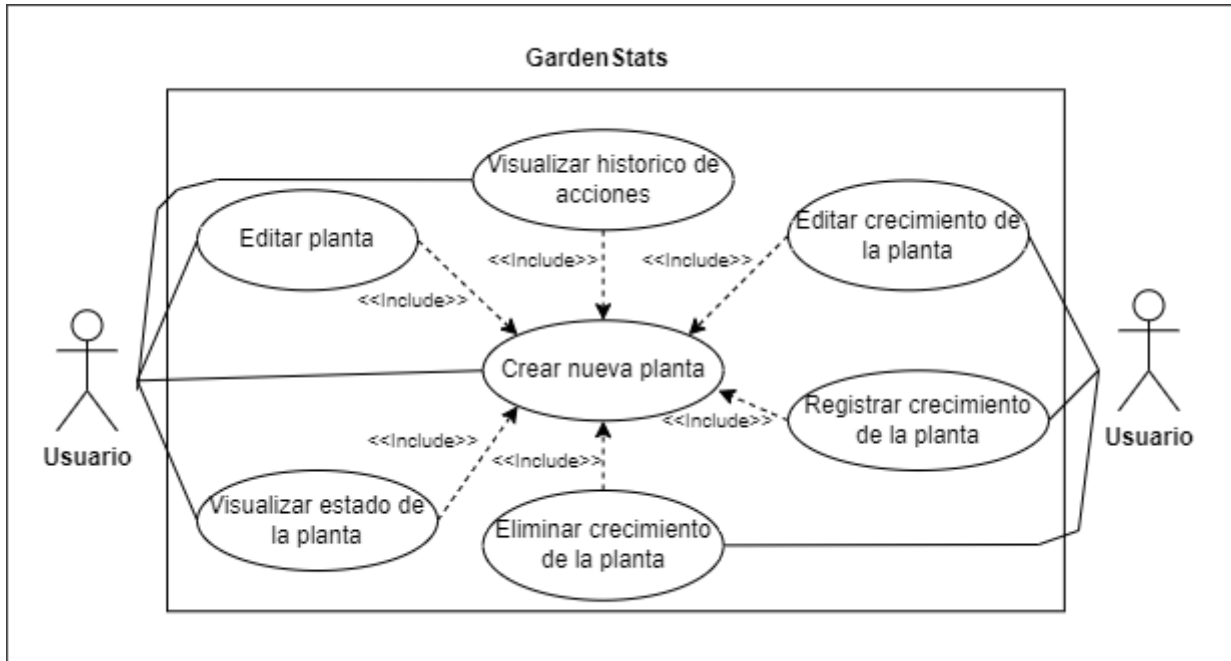 GardenStats
Visualizar historico de
acciones
Editar planta
Editar crecimiento de
la planta
<<Include>>
<<Include>>
<<Include>>
Crear nueva planta
Usuario
Registrar crecimiento
de la planta
Usuario
<<Include>>
<<Include>>
<<Include>>
Visualizar estado de
la planta
Eliminar crecimiento
de la planta